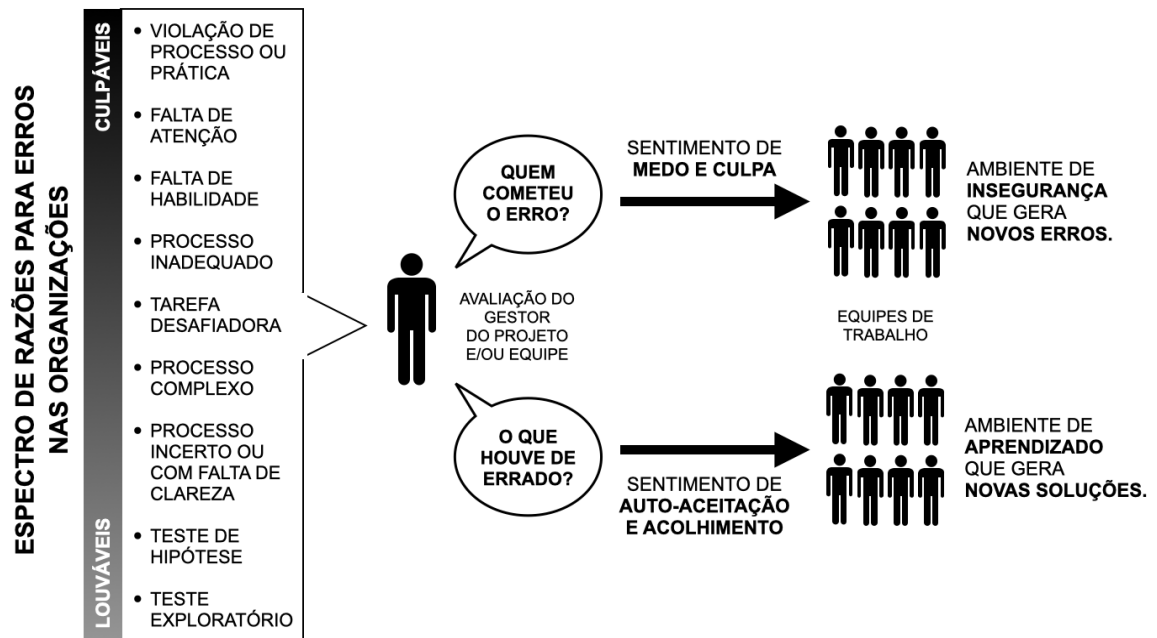 ESPECTRO DE RAZÕES PARA ERROS
NAS ORGANIZAÇÕES
CULPÁVEIS
LOUVÁVEIS
• VIOLAÇÃO DE
PROCESSO OU
PRÁTICA
• FALTA DE
ATENÇÃO
• FALTA DE
HABILIDADE
• PROCESSO
INADEQUADO
• TAREFA
DESAFIADORA
• PROCESSO
COMPLEXO
• PROCESSO
INCERTO OU
COM FALTA DE
CLAREZA
• TESTE DE
HIPÓTESE
• TESTE
EXPLORATÓRIO
QUEM
COMETEU
O ERRO?
AVALIAÇÃO DO
GESTOR
DO PROJETO
E/OU EQUIPE
O QUE
HOUVE DE
ERRADO?
SENTIMENTO DE
MEDO E CULPA
SENTIMENTO DE
AUTO-ACEITAÇÃO
E ACOLHIMENTO
EQUIPES DE
TRABALHO
AMBIENTE DE
INSEGURANÇA
QUE GERA
NOVOS ERROS.
AMBIENTE DE
APRENDIZADO
QUE GERA
NOVAS SOLUÇÕES.